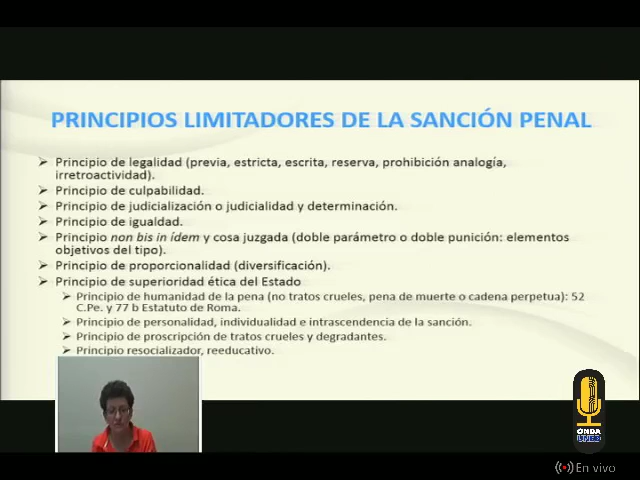 PRINCIPIOS LIMITADORES DE LA SANCIÓN PENAL
➢ Principio de legalidad (previa, estricta, escrita, reserva, prohibición analogía,
irretroactividad).
➢ Principio de culpabilidad.
➢ Principio de judicialización o judicialidad y determinación.
➢ Principio de igualdad.
➢ Principio non bis in ídem y cosa juzgada (doble parámetro o doble punición: elementos
objetivos del tipo).
➢ Principio de proporcionalidad (diversificación).
➢ Principio de superioridad ética del Estado
➢ Principio de humanidad de la pena (no tratos crueles, pena de muerte o cadena perpetua): 52
C.Pe. y 77 b Estatuto de Roma.
➢ Principio de personalidad, individualidad e intrascendencia de la sanción.
➢ Principio de proscripción de tratos crueles y degradantes.
➢ Principio resocializador, reeducativo.
ONDA
UNED
En vivo